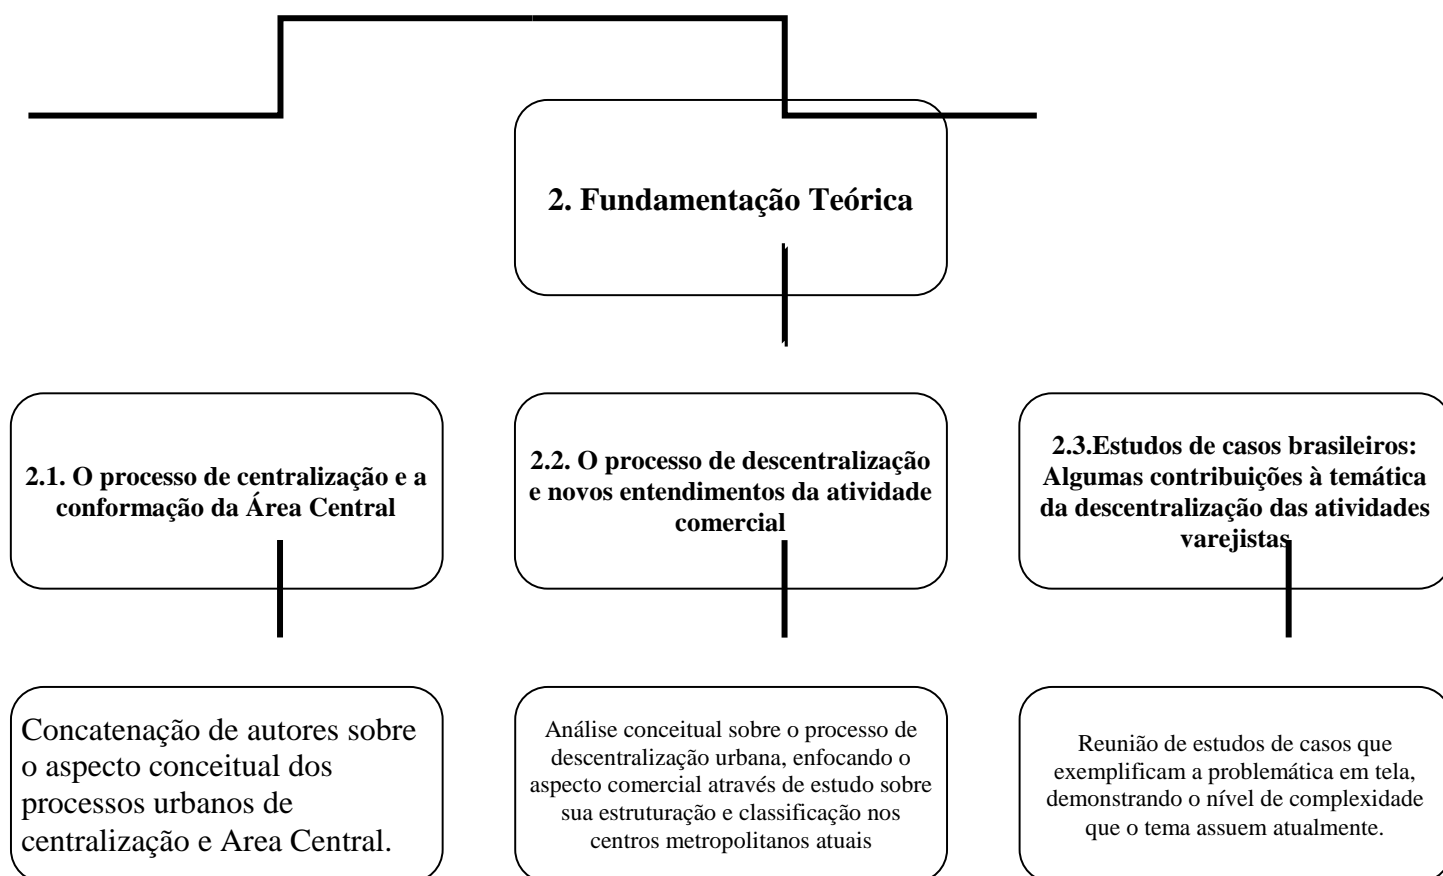 2. Fundamentação Teórica
2.1. O processo de centralização e a
conformação da Área Central
2.2. O processo de descentralização
e novos entendimentos da atividade
comercial
2.3.Estudos de casos brasileiros:
Algumas contribuições à temática
da descentralização das atividades
varejistas
Concatenação de autores sobre
o aspecto conceitual dos
processos urbanos de
centralização e Area Central.
Análise conceitual sobre o processo de
descentralização urbana, enfocando o
aspecto comercial através de estudo sobre
sua estruturação e classificação nos
centros metropolitanos atuais
Reunião de estudos de casos que
exemplificam a problemática em tela,
demonstrando o nível de complexidade
que o tema assuem atualmente.